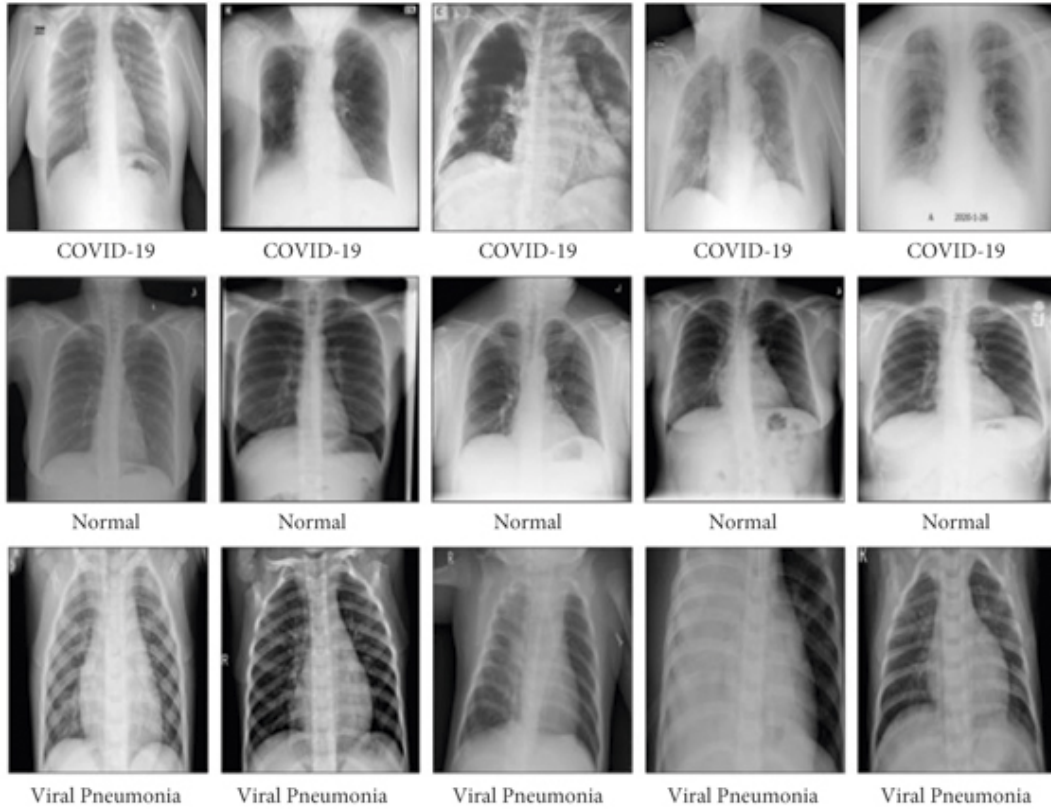 A 2020-1-26
COVID-19 COVID-19 COVID-19 COVID-19 COVID-19
Normal Normal Normal Normal Normal
R
R
K
Viral Pneumonia Viral Pneumonia Viral Pneumonia Viral Pneumonia Viral Pneumonia